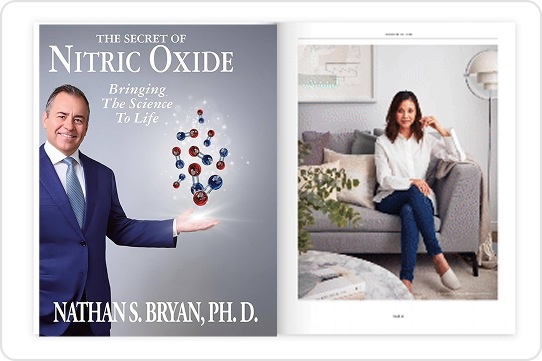 THE SECRET OF
NITRIC OXIDE
Bringing
The Science
To Life
NATHAN S. BRYAN, PH. D.